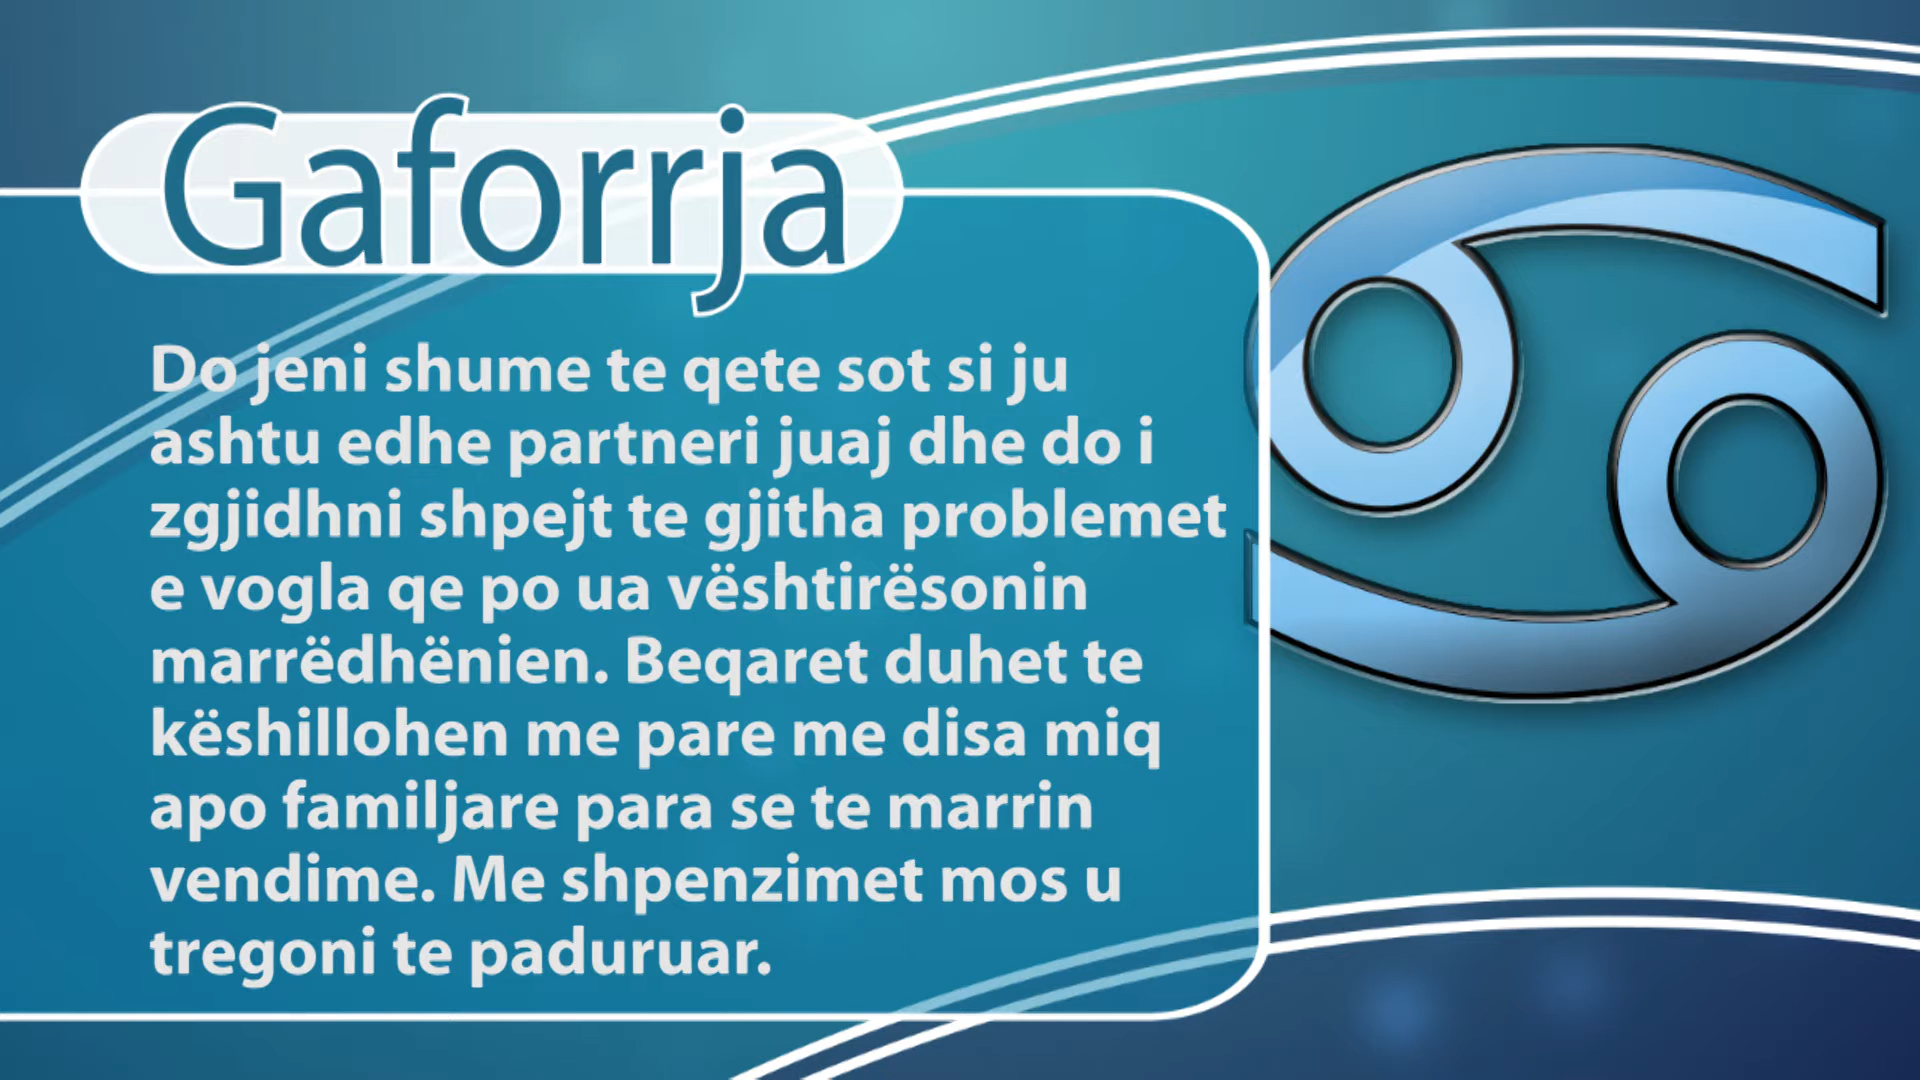 Gaforrja
Do jeni shume te qete sot si ju
ashtu edhe partneri juaj dhe do i
zgjidhni shpejt te gjitha problemet
e vogla qe po ua vështirësonin
marrëdhënien. Beqaret duhet te
këshillohen me pare me disa miq
apo familjare para se te marrin
vendime. Me shpenzimet mos u
tregoni te paduruar.